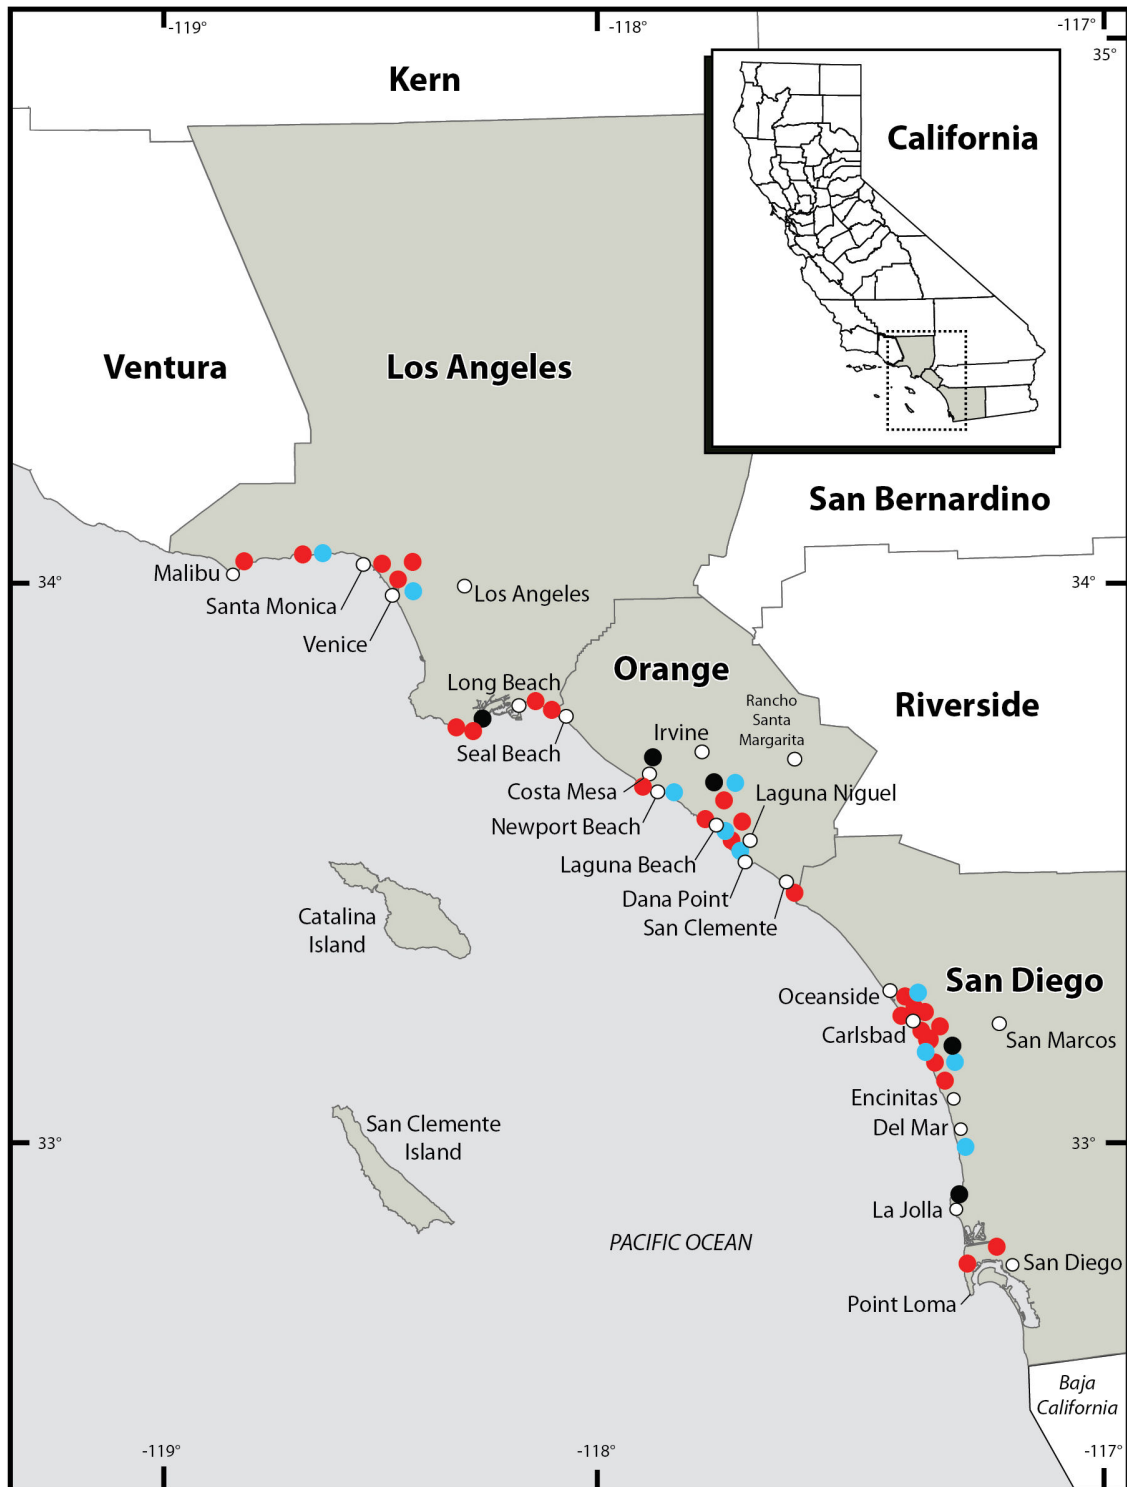 -119°
-118°
-117°
35°
Kern
California
Ventura
Los Angeles
San Bernardino
Malibu
34°
34°
Santa Monica
Los Angeles
Venice
Orange
Long Beach
Rancho
Santa
Margarita
Riverside
Irvine
Seal Beach
Costa Mesa
Laguna Niguel
Newport Beach
Laguna Beach
Dana Point
San Clemente
Catalina
Island
San Diego
Oceanside
Carlsbad
San Marcos
Encinitas
San Clemente
Island
Del Mar
33°
33°
La Jolla
PACIFIC OCEAN
San Diego
Point Loma
Baja
California
-119°
-118°
-117°